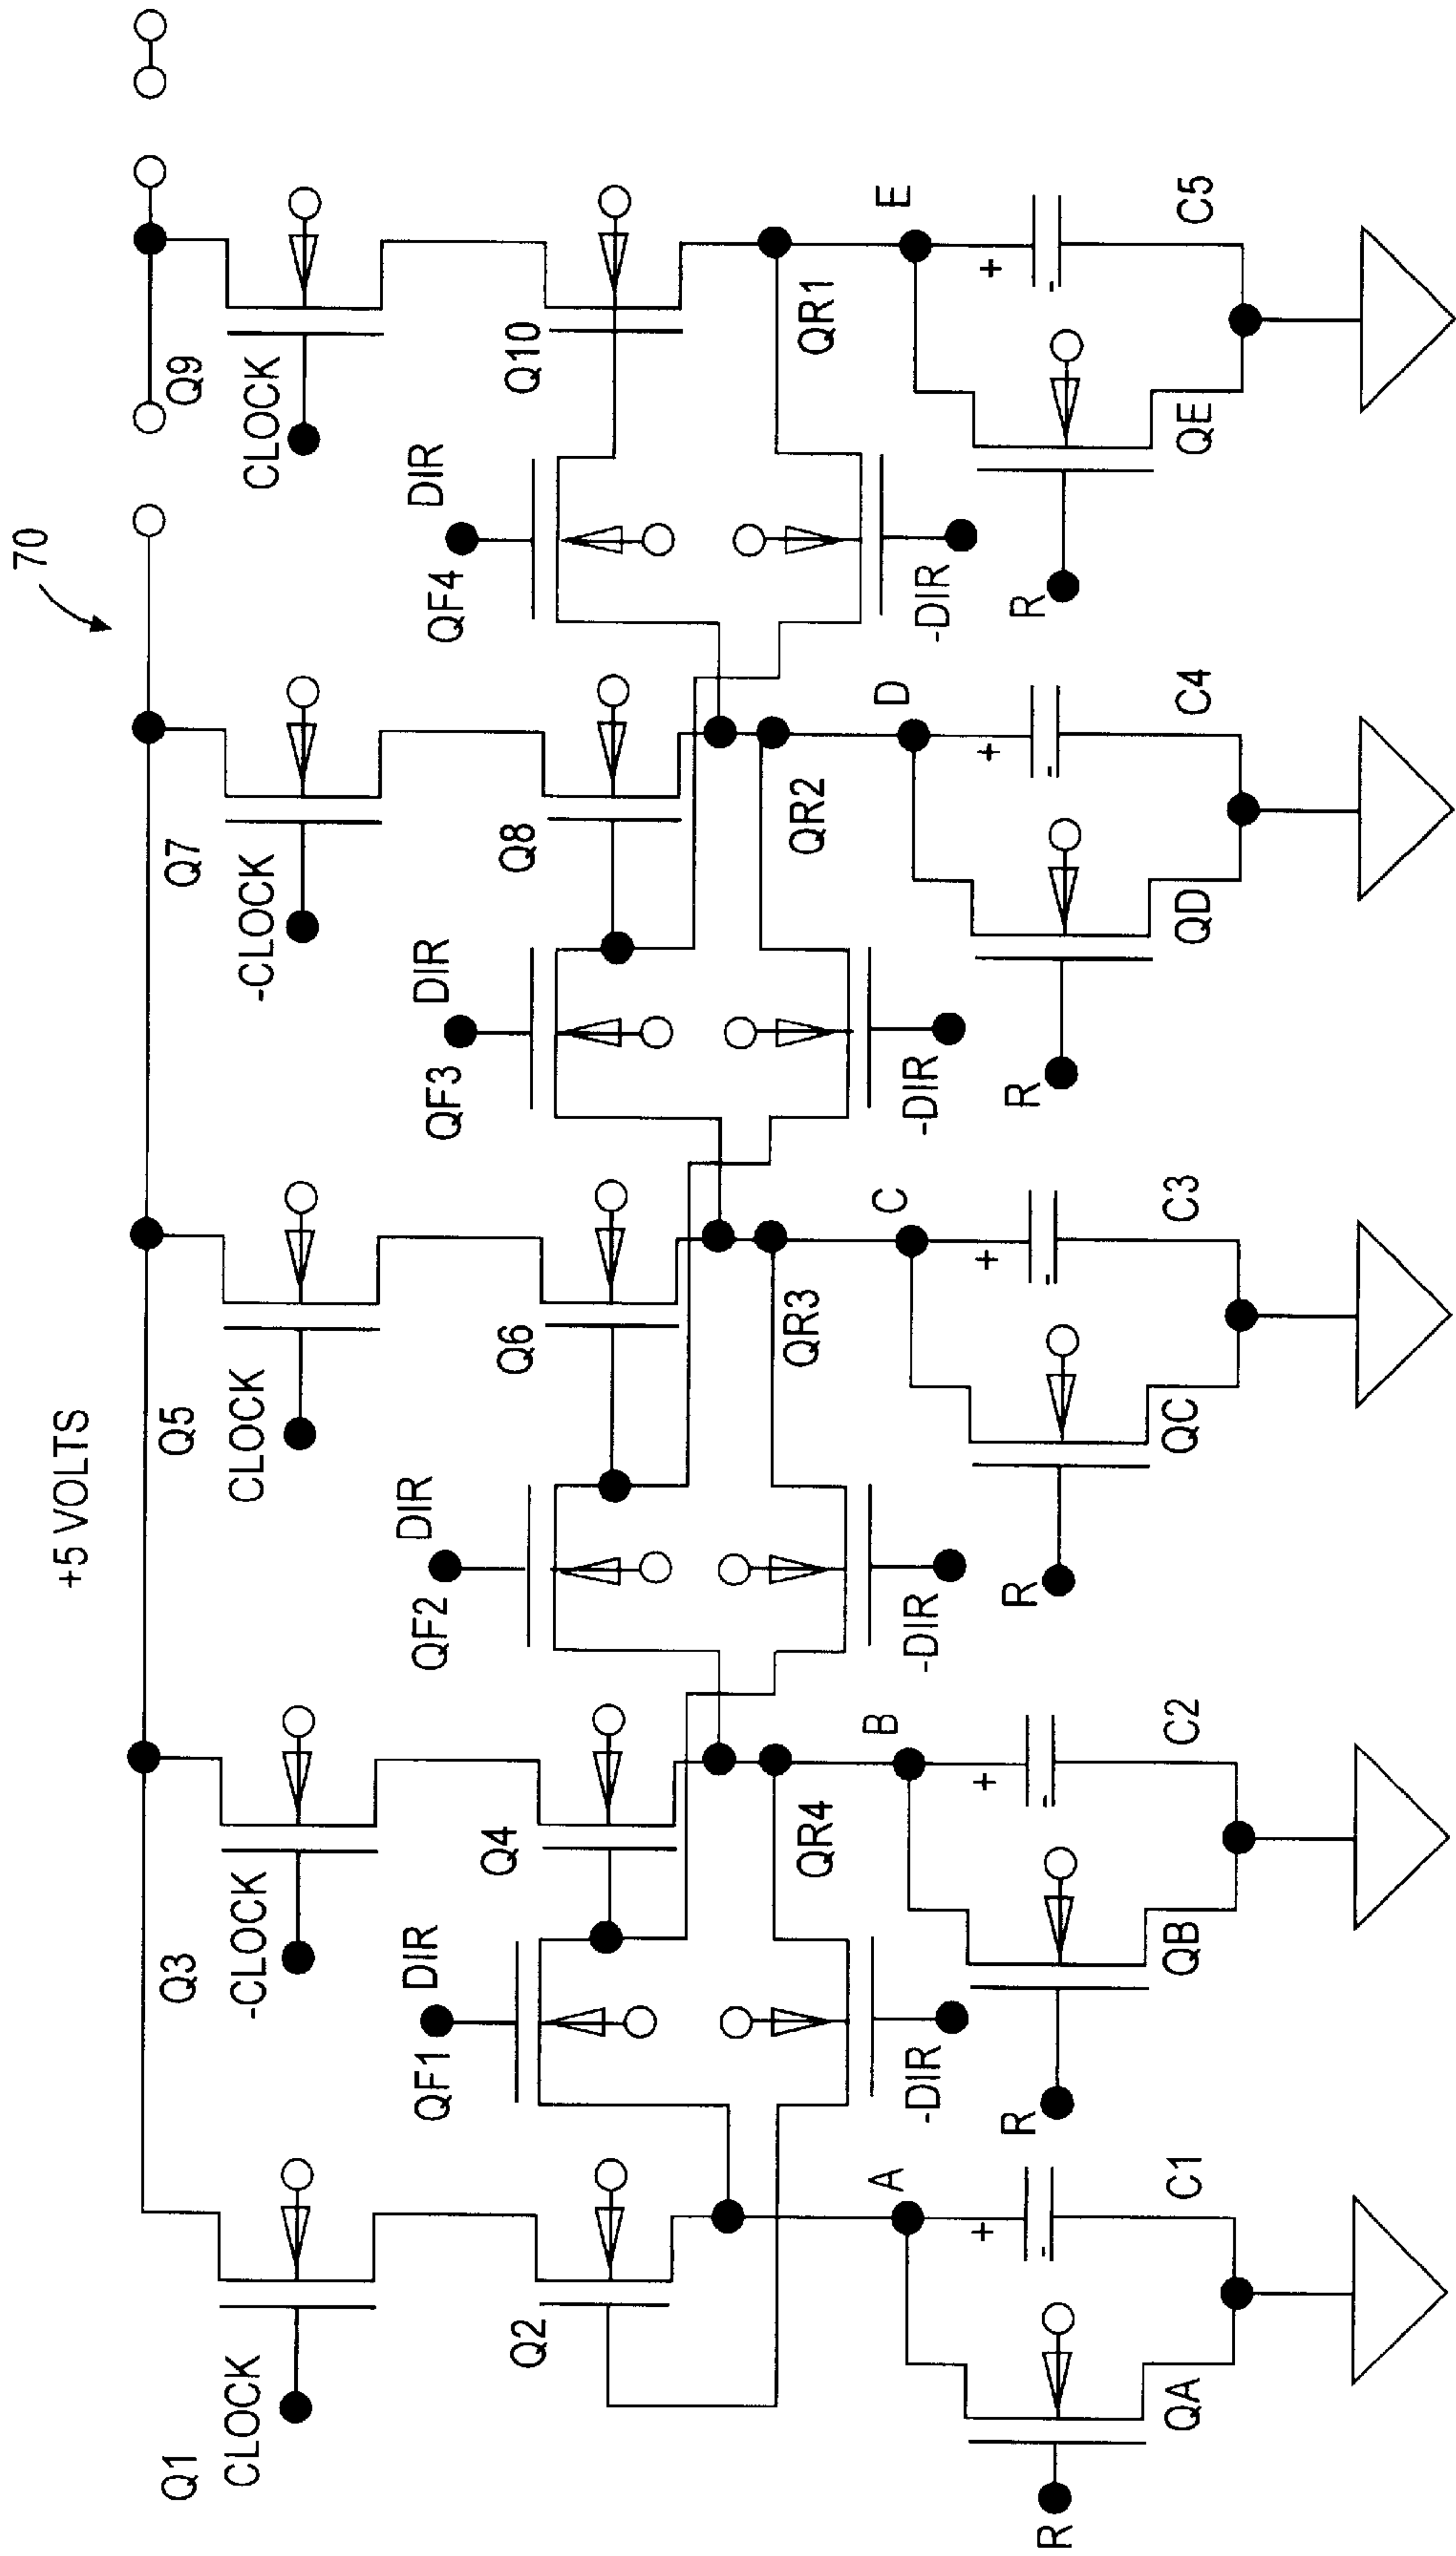 70
+5 VOLTS
Q1
Q3
Q5
Q7
Q9
CLOCK
-CLOCK
CLOCK
-CLOCK
CLOCK
QF1
DIR
QF2
DIR
QF3
DIR
QF4
DIR
Q2
Q4
Q6
Q8
Q10
QR4
QR3
QR2
QR1
A
B
C
D
E
-DIR
-DIR
-DIR
-DIR
+
-
+
-
+
-
+
-
+
-
R
R
R
R
R
QA
C1
QB
C2
QC
C3
QD
C4
QE
C5